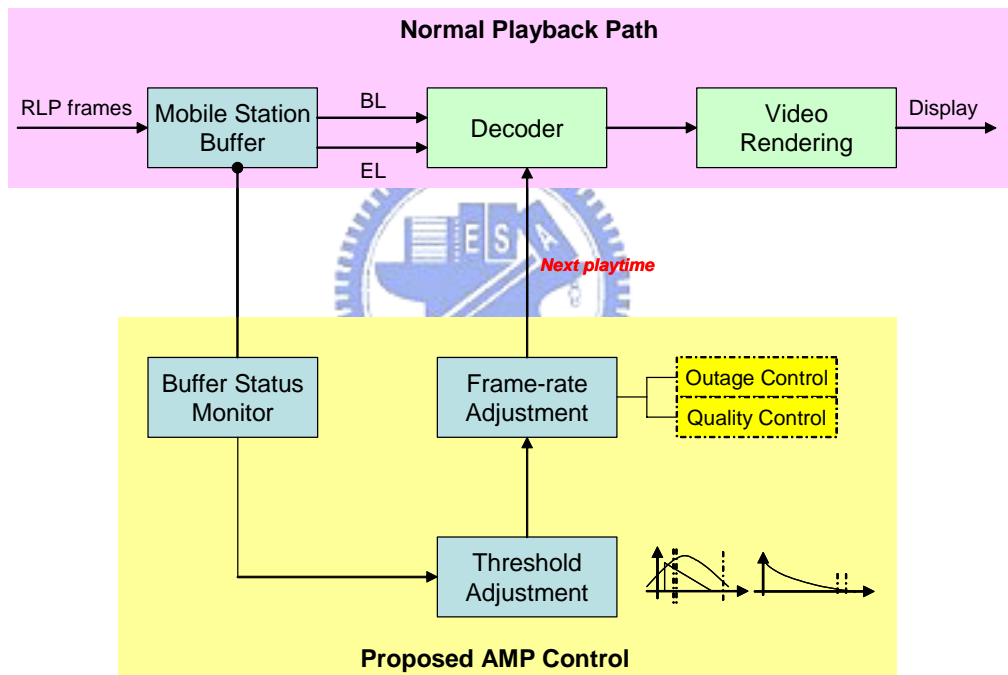 Normal Playback Path
RLP frames
Mobile Station
Buffer
BL
EL
Decoder
Video
Rendering
Display
E S A
Next playtime
Buffer Status
Monitor
Frame-rate
Adjustment
Outage Control
Quality Control
Threshold
Adjustment
Proposed AMP Control